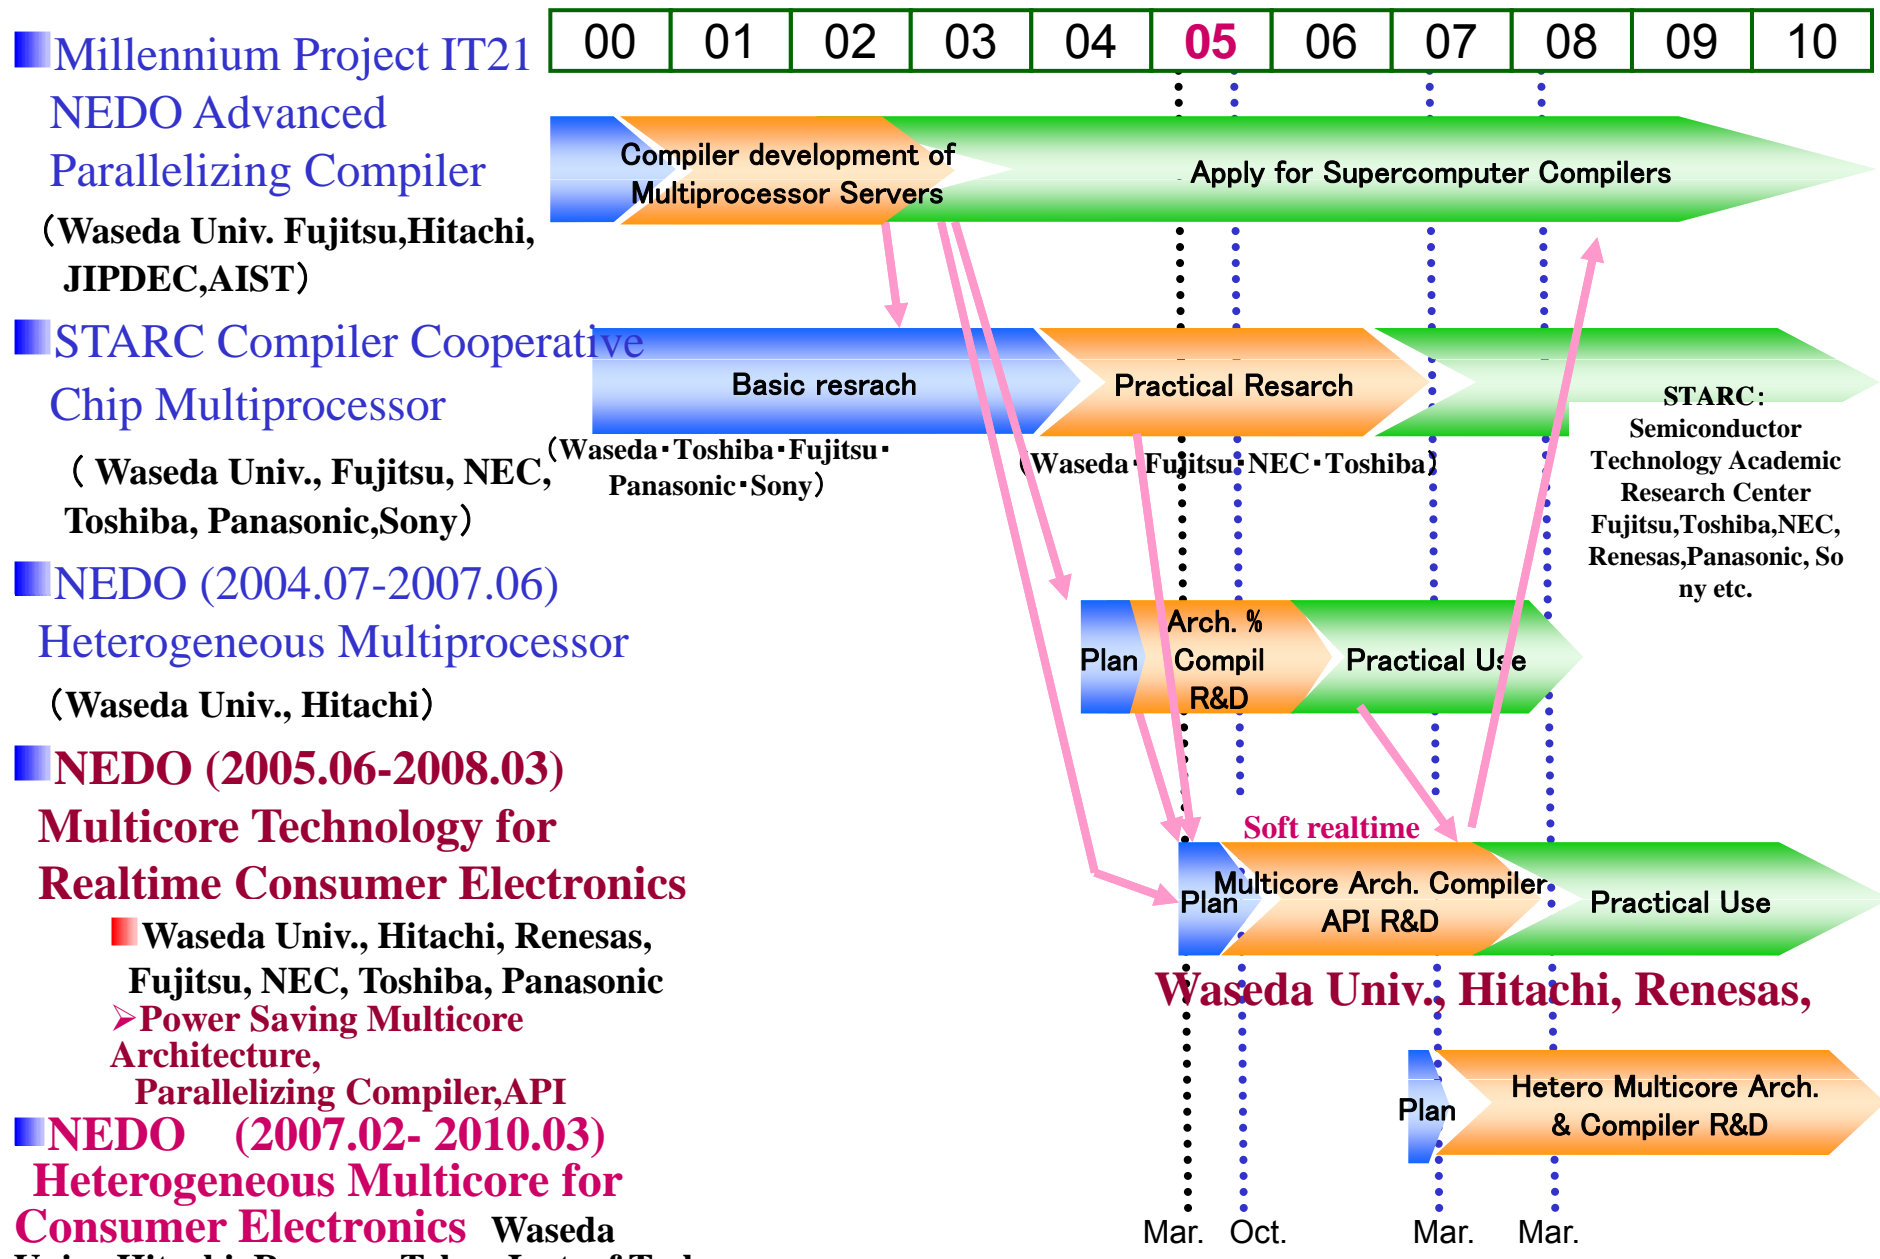 00 01 02 03 04 05 06 07 08 09 10
Millennium Project IT21
NEDO Advanced
Parallelizing Compiler
(Waseda Univ. Fujitsu,Hitachi,
JIPDEC,AIST)
Compiler development of
Multiprocessor Servers
Apply for Supercomputer Compilers
STARC Compiler Cooperative
Chip Multiprocessor
( Waseda Univ., Fujitsu, NEC,
Toshiba, Panasonic,Sony)
Basic resrach
(Waseda・Toshiba・Fujitsu・
Panasonic・Sony)
Practical Resarch
(Waseda・Fujitsu・NEC・Toshiba)
STARC:
Semiconductor
Technology Academic
Research Center
Fujitsu,Toshiba,NEC,
Renesas,Panasonic, So
ny etc.
NEDO (2004.07-2007.06)
Heterogeneous Multiprocessor
(Waseda Univ., Hitachi)
Plan
Arch. %
Compil
R&D
Practical Use
NEDO (2005.06-2008.03)
Multicore Technology for
Realtime Consumer Electronics
Waseda Univ., Hitachi, Renesas,
Fujitsu, NEC, Toshiba, Panasonic
➢Power Saving Multicore
Architecture,
Parallelizing Compiler,API
Soft realtime
Plan
Multicore Arch. Compiler
API R&D
Practical Use
Waseda Univ., Hitachi, Renesas,
NEDO (2007.02- 2010.03)
Heterogeneous Multicore for
Consumer Electronics Waseda
Plan
Hetero Multicore Arch.
& Compiler R&D
Mar. Oct. Mar. Mar.